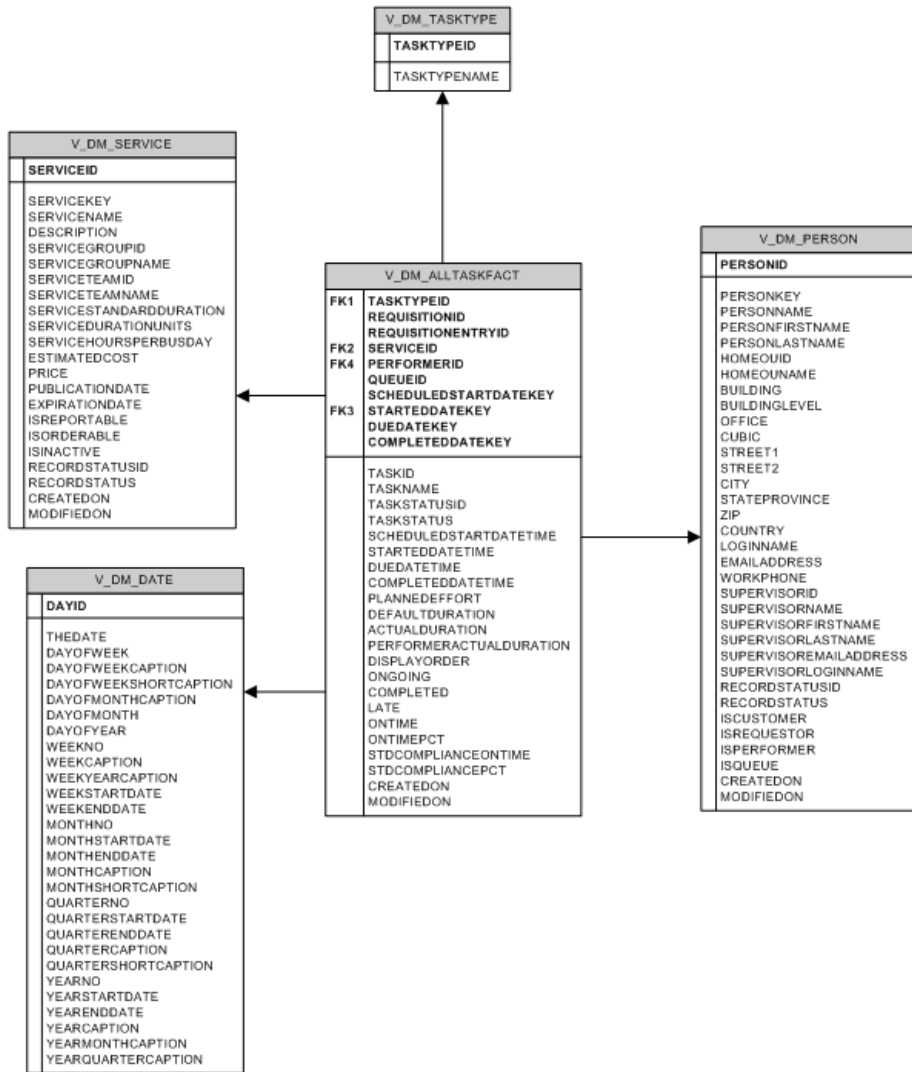 V_DM_TASKTYPE
TASKTYPEID
TASKTYPENAME
V_DM_SERVICE
SERVICEID
SERVICEKEY
SERVICENAME
DESCRIPTION
SERVICEGROUPID
SERVICEGROUPNAME
SERVICETEAMID
SERVICETEAMNAME
SERVICESTANDARDDURATION
SERVICEDURATIONUNITS
SERVICEHOURSPERBUSDAY
ESTIMATEDCOST
PRICE
PUBLICATIONDATE
EXPIRATIONDATE
ISREPORTABLE
ISORDERABLE
ISINACTIVE
RECORDSTATUSID
RECORDSTATUS
CREATEDON
MODIFIEDON
V_DM_ALLTASKFACT
FK1 TASKTYPEID
REQUISITIONID
REQUISITIONENTRYID
FK2 SERVICEID
FK4 PERFORMERID
QUEUEID
SCHEDULEDSTARTDATEKEY
FK3 STARTEDDATEKEY
DUEDATEKEY
COMPLETEDDATEKEY
TASKID
TASKNAME
TASKSTATUSID
TASKSTATUS
SCHEDULEDSTARTDATETIME
STARTEDDATETIME
DUEDATETIME
COMPLETEDDATETIME
PLANNEDEFFORT
DEFAULTDURATION
ACTUALDURATION
PERFORMERACTUALDURATION
DISPLAYORDER
ONGOING
COMPLETED
LATE
ONTIME
ONTIMEPCT
STDCOMPLIANCEONTIME
STDCOMPLIANCEPCT
CREATEDON
MODIFIEDON
V_DM_PERSON
PERSONID
PERSONKEY
PERSONNAME
PERSONFIRSTNAME
PERSONLASTNAME
HOMEOUID
HOMEOUNAME
BUILDING
BUILDINGLEVEL
OFFICE
CUBIC
STREET1
STREET2
CITY
STATEPROVINCE
ZIP
COUNTRY
LOGINNAME
EMAILADDRESS
WORKPHONE
SUPERVISORID
SUPERVISORNAME
SUPERVISORFIRSTNAME
SUPERVISORLASTNAME
SUPERVISOREMAILADDRESS
SUPERVISORLOGINNAME
RECORDSTATUSID
RECORDSTATUS
ISCUSTOMER
ISREQUESTOR
ISPERFORMER
ISQUEUE
CREATEDON
MODIFIEDON
V_DM_DATE
DAYID
THEDATE
DAYOFWEEK
DAYOFWEEKCAPTION
DAYOFWEEKSHORTCAPTION
DAYOFMONTHCAPTION
DAYOFMONTH
DAYOFYEAR
WEEKNO
WEEKCAPTION
WEEKYEARCAPTION
WEEKSTARTDATE
WEEKENDDATE
MONTHNO
MONTHSTARTDATE
MONTHENDDATE
MONTHCAPTION
MONTHSHORTCAPTION
QUARTERNO
QUARTERSTARTDATE
QUARTERENDDATE
QUARTERCAPTION
QUARTERSHORTCAPTION
YEARNO
YEARSTARTDATE
YEARENDDATE
YEARCAPTION
YEARMONTHCAPTION
YEARQUARTERCAPTION